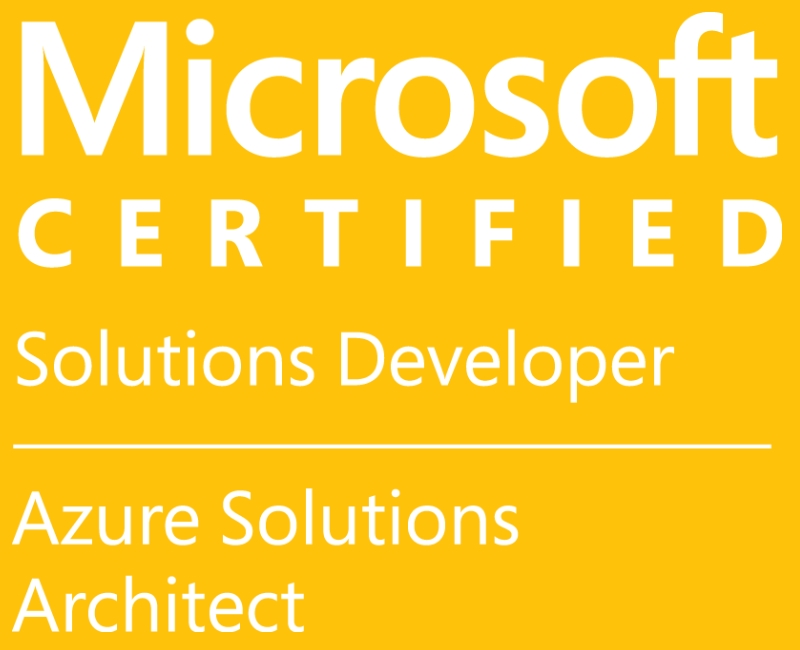 Microsoft
CERTIFIED
Solutions Developer
Azure Solutions
Architect